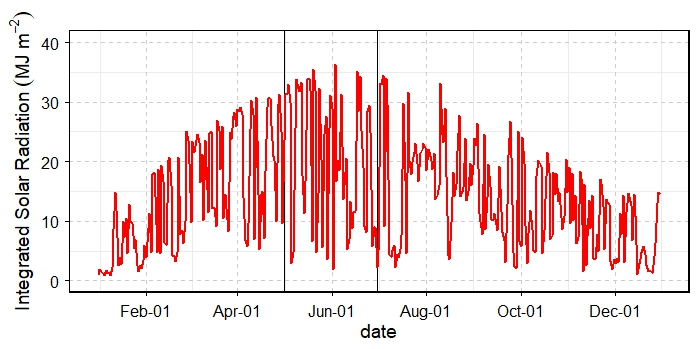 Integrated Solar Radiation (MJ m⁻²)
40
30
20
10
0
Feb-01 Apr-01 Jun-01 Aug-01 Oct-01 Dec-01
date